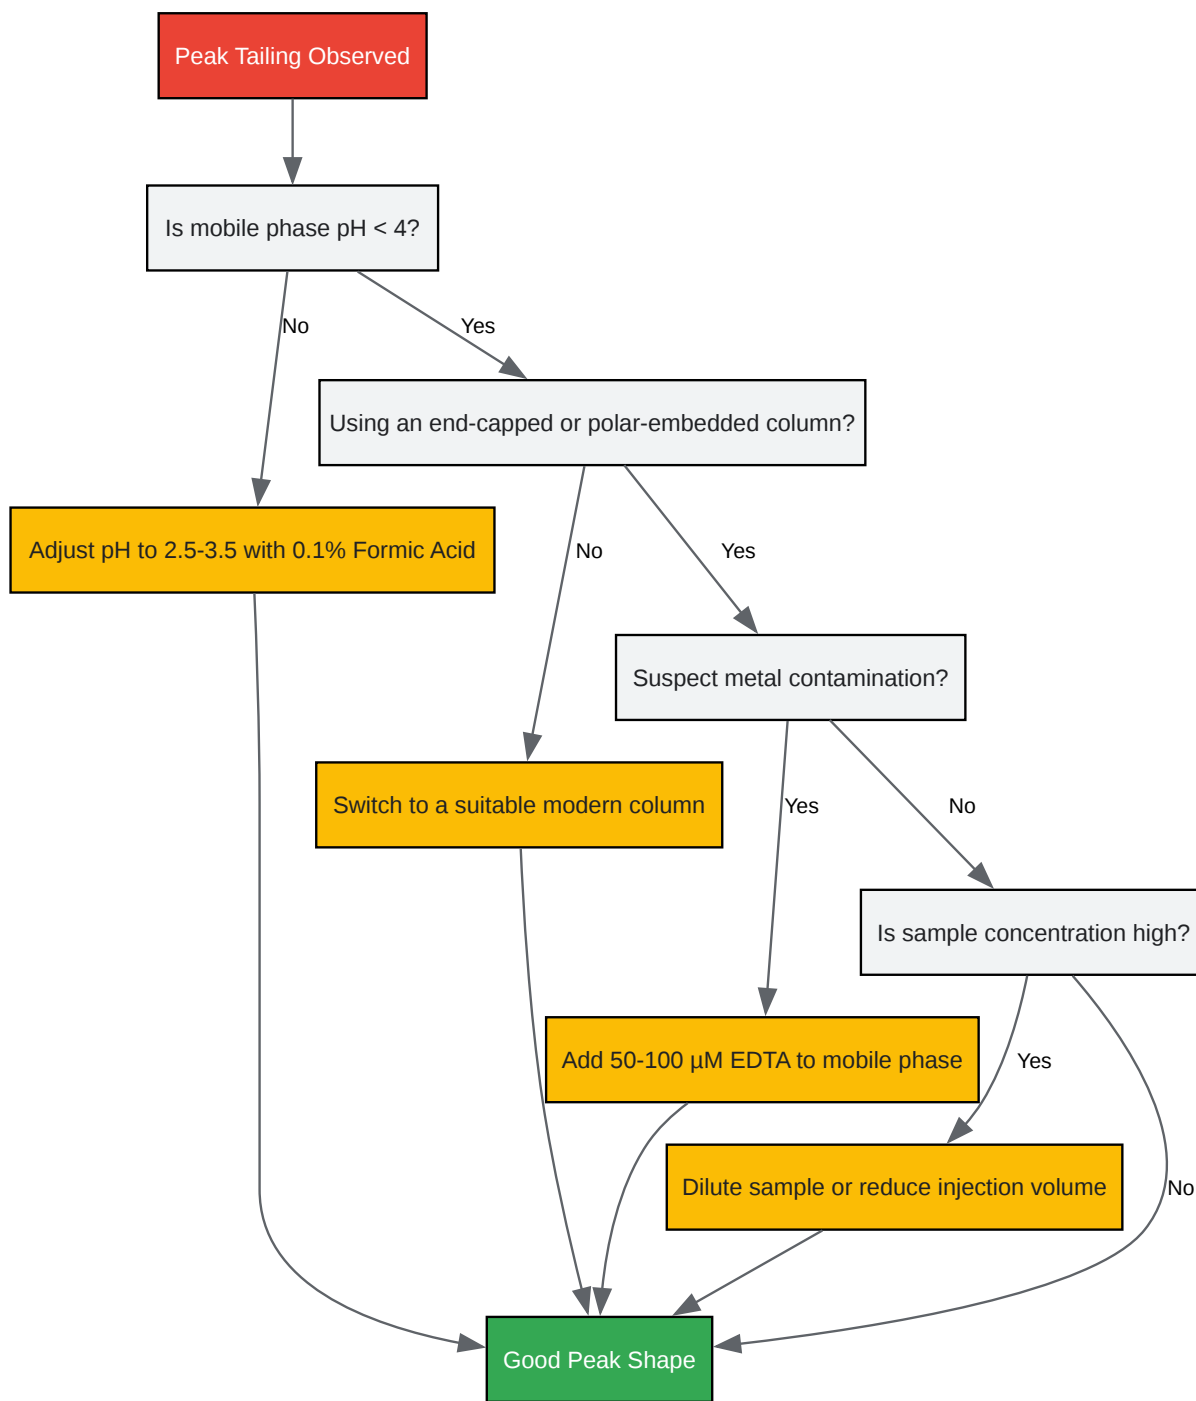 Peak Tailing Observed
Is mobile phase pH < 4?
No
Yes
Using an end-capped or polar-embedded column?
Adjust pH to 2.5-3.5 with 0.1% Formic Acid
No
Yes
Suspect metal contamination?
Switch to a suitable modern column
Yes
No
Is sample concentration high?
Add 50-100 µM EDTA to mobile phase
Yes
Dilute sample or reduce injection volume
No
Good Peak Shape